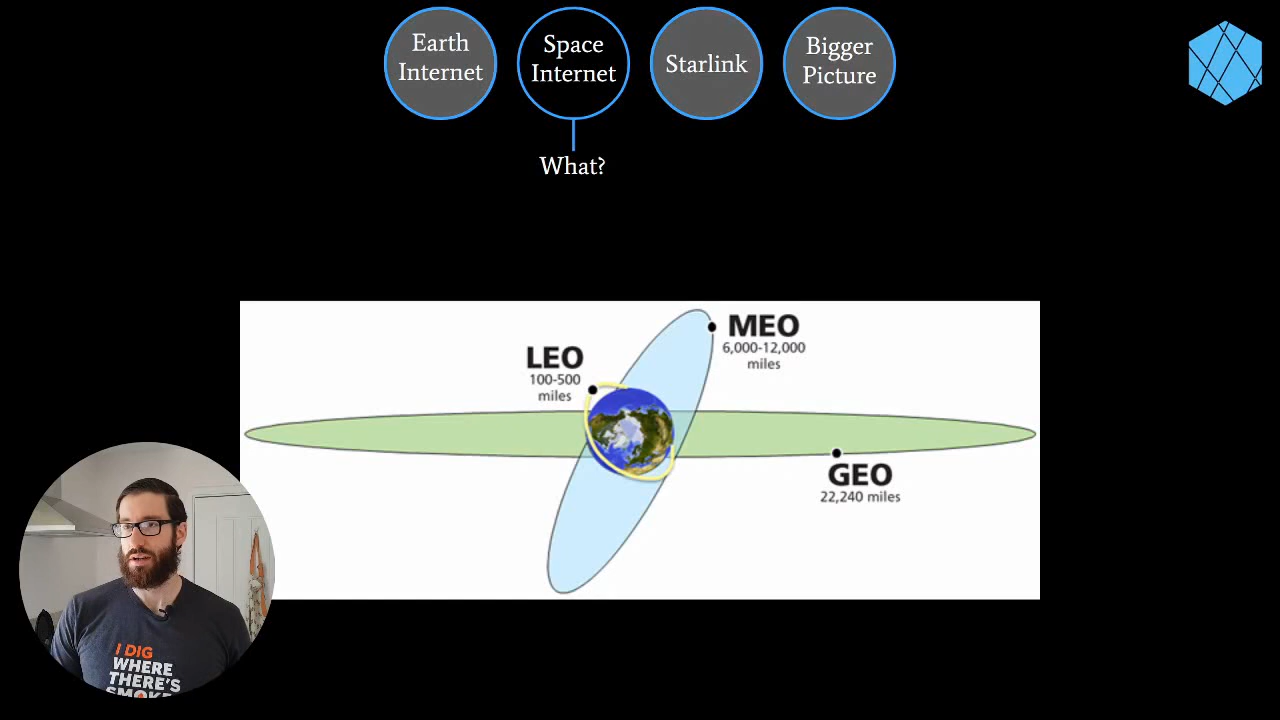 Earth
Internet
Space
Internet
Starlink
Bigger
Picture
What?
MEO
6,000-12,000
miles
LEO
100-500
miles
GEO
22,240 miles
I DIG
WHERE
THERE'S
SMOKE